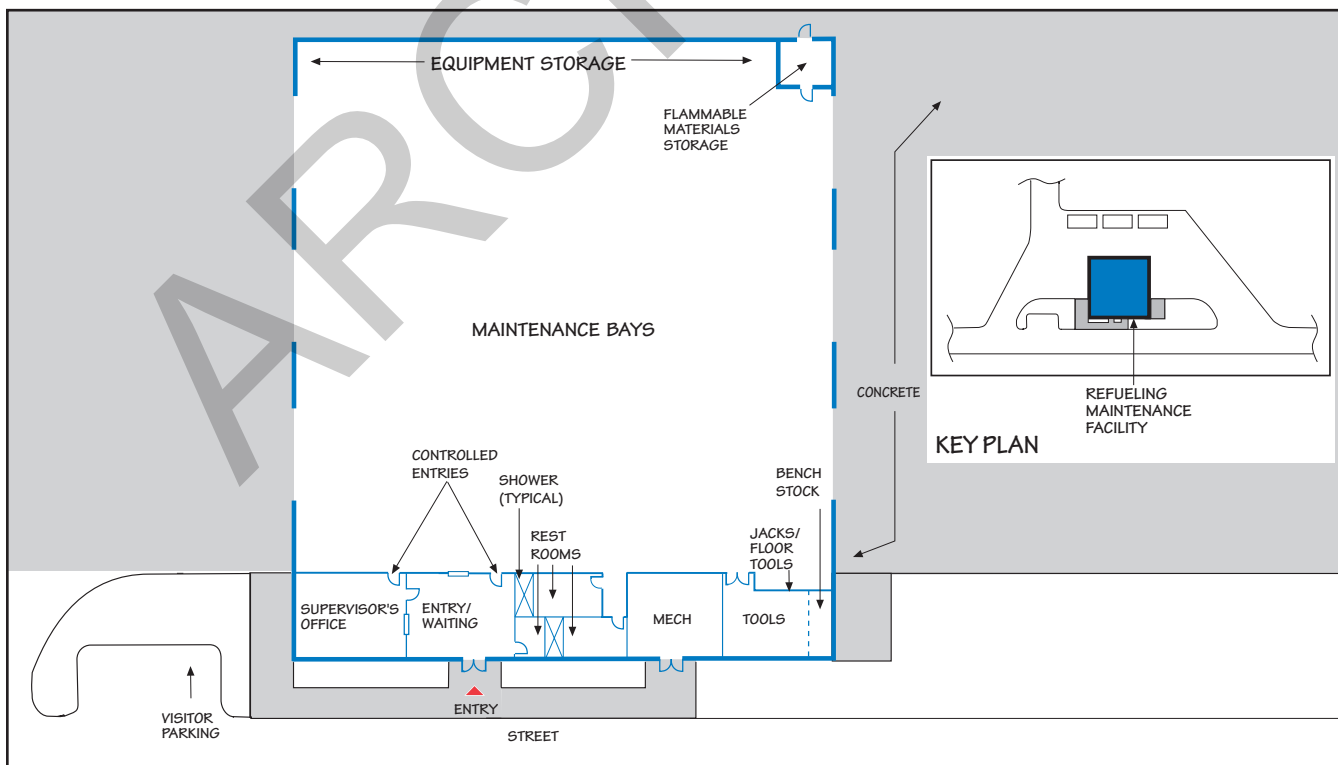 EQUIPMENT STORAGE
FLAMMABLE
MATERIALS
STORAGE
MAINTENANCE BAYS
CONCRETE
REFUELING
MAINTENANCE
FACILITY
KEY PLAN
CONTROLLED
ENTRIES
SHOWER
(TYPICAL)
REST
ROOMS
BENCH
STOCK
JACKS/
FLOOR
TOOLS
SUPERVISOR'S
OFFICE
ENTRY/
WAITING
MECH
TOOLS
VISITOR
PARKING
ENTRY
STREET